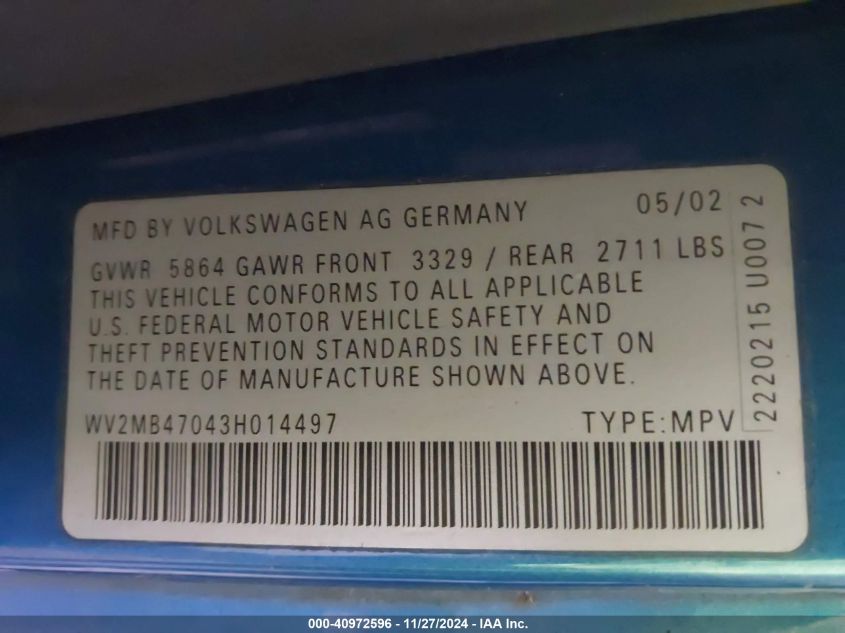 MFD BY VOLKSWAGEN AG GERMANY 05/02
GVWR 5864 GAWR FRONT 3329 / REAR 2711 LBS
THIS VEHICLE CONFORMS TO ALL APPLICABLE
U.S. FEDERAL MOTOR VEHICLE SAFETY AND
THEFT PREVENTION STANDARDS IN EFFECT ON
THE DATE OF MANUFACTURE SHOWN ABOVE.
WV2MB47043H014497 TYPE:MPV
2220215 U007 2
000-40972596 - 11/27/2024 - IAA Inc.